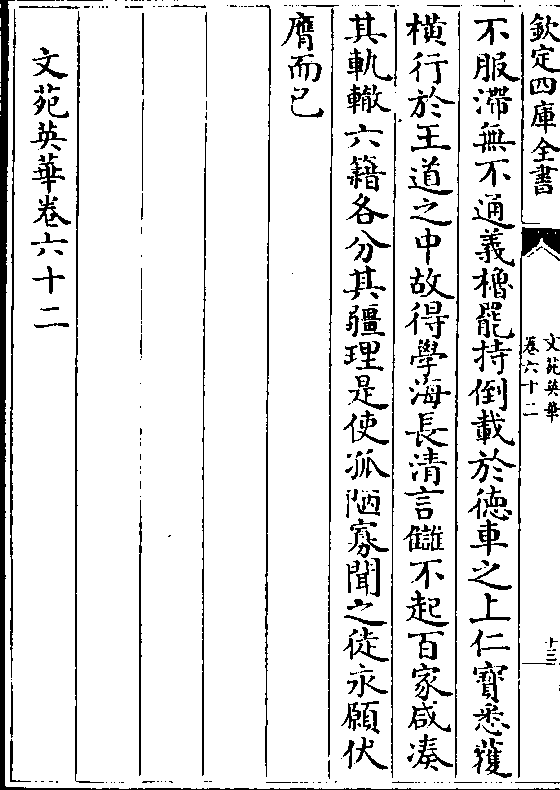 欽定四庫全書
文苑英華
卷六十二
十三
不服滯無不通義櫓罷持倒載於德車之上仁寶悉獲
橫行於王道之中故得學海長清言讎不起百家咸湊
其軌轍六籍各分其疆理是使孤陋寡聞之徒永願伏
膺而已
文苑英華卷六十二